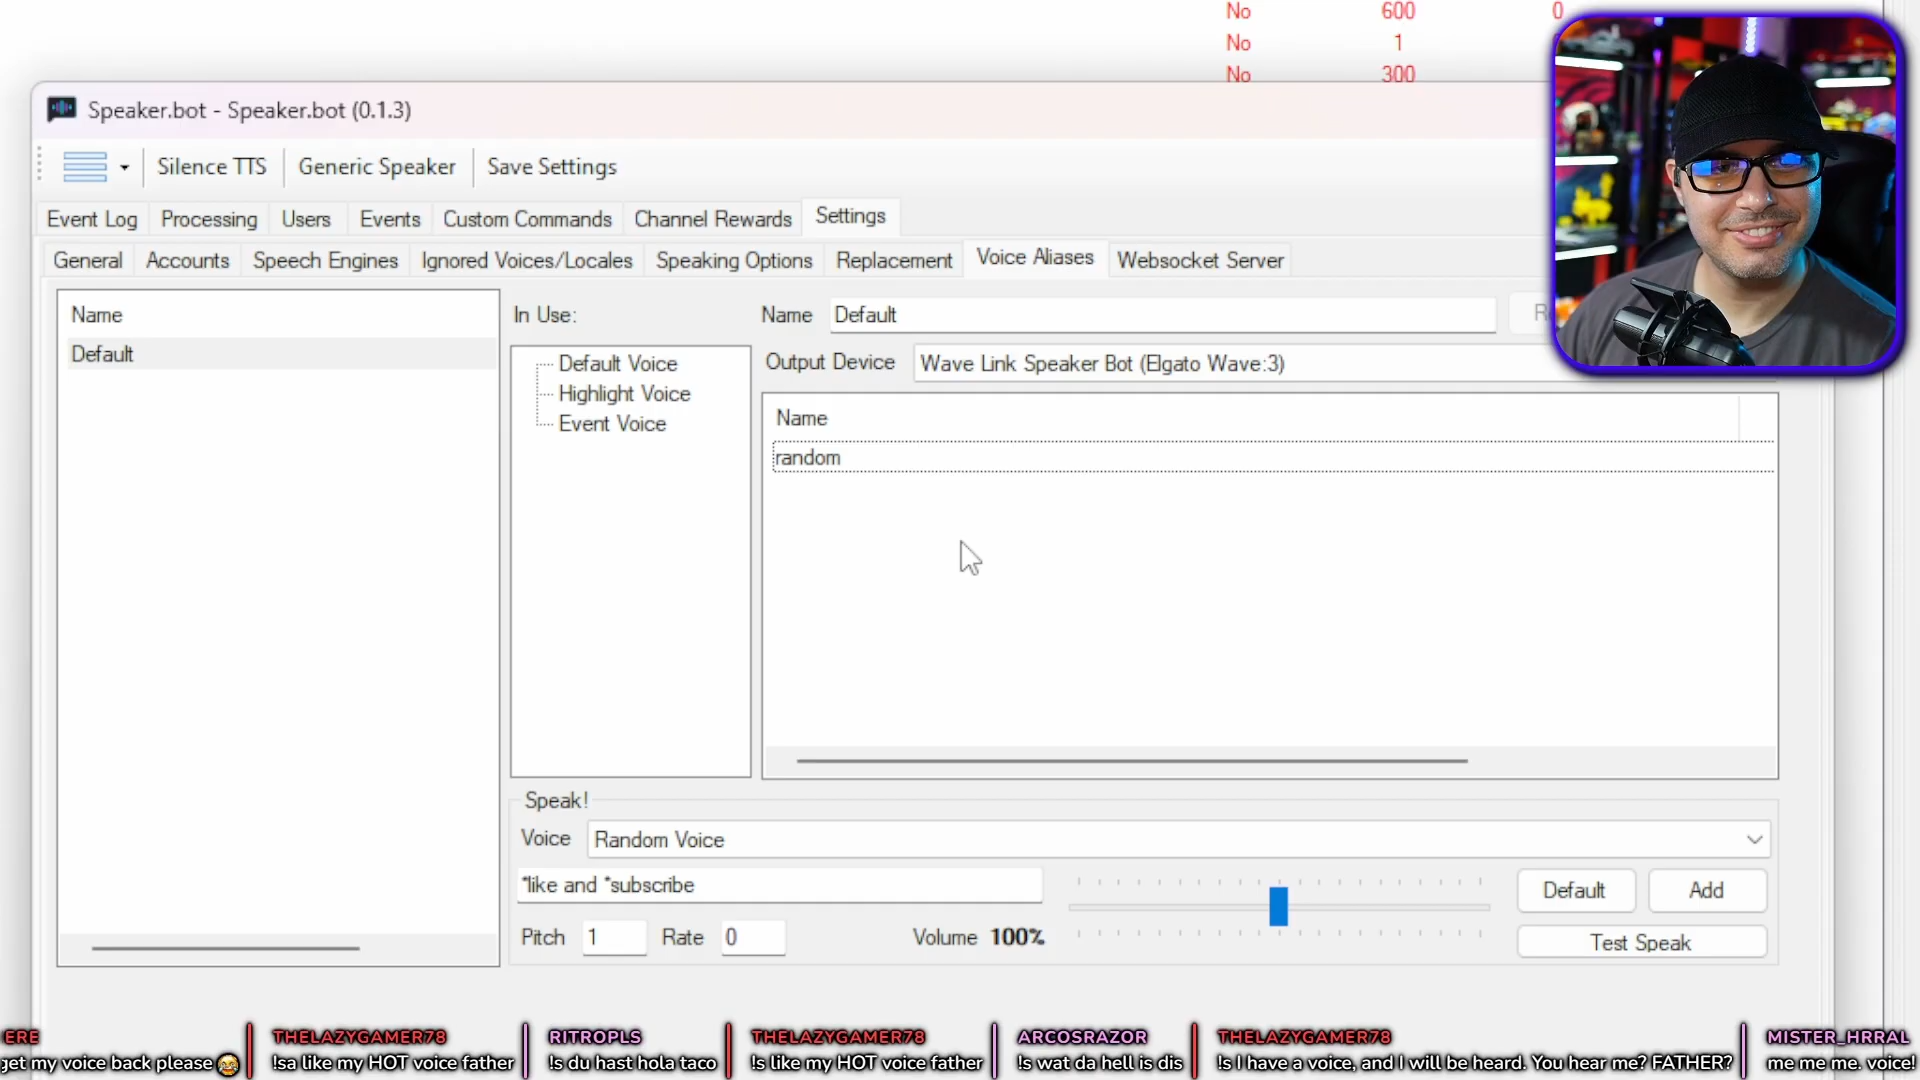 No 600 0
No 1
No 300
Speaker.bot - Speaker.bot (0.1.3)
Silence TTS Generic Speaker Save Settings
Event Log Processing Users Events Custom Commands Channel Rewards Settings
General Accounts Speech Engines Ignored Voices/Locales Speaking Options Replacement Voice Aliases Websocket Server
Name
Default
In Use:
Default Voice
Highlight Voice
Event Voice
Name Default
Output Device Wave Link Speaker Bot (Elgato Wave:3)
Name
random
Speak!
Voice Random Voice
*like and *subscribe
Default Add
Pitch 1 Rate 0 Volume 100%
Test Speak
ERE THELAZYGAMER78 RITROPLS THELAZYGAMER78 ARCOSRAZOR THELAZYGAMER78 MISTER_HRRAL
get my voice back please !sa like my HOT voice father !s du hast hola taco !s like my HOT voice father !s wat da hell is dis !s I have a voice, and I will be heard. You hear me? FATHER? me me me. voice!